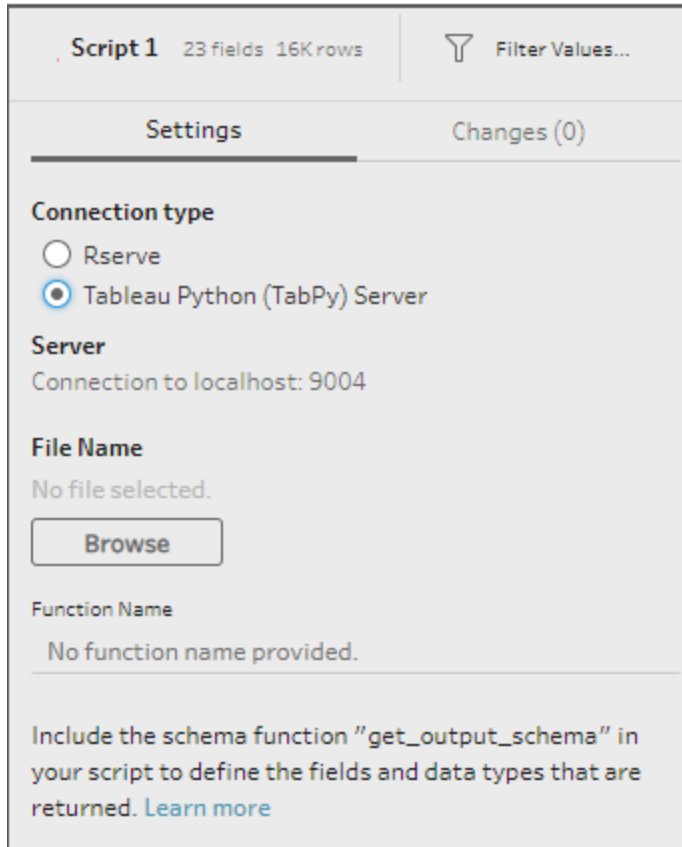 Script 1 23 fields 16K rows Filter Values...
Settings Changes (0)
Connection type
Rserve
Tableau Python (TabPy) Server
Server
Connection to localhost: 9004
File Name
No file selected.
Browse
Function Name
No function name provided.
Include the schema function "get_output_schema" in
your script to define the fields and data types that are
returned. Learn more